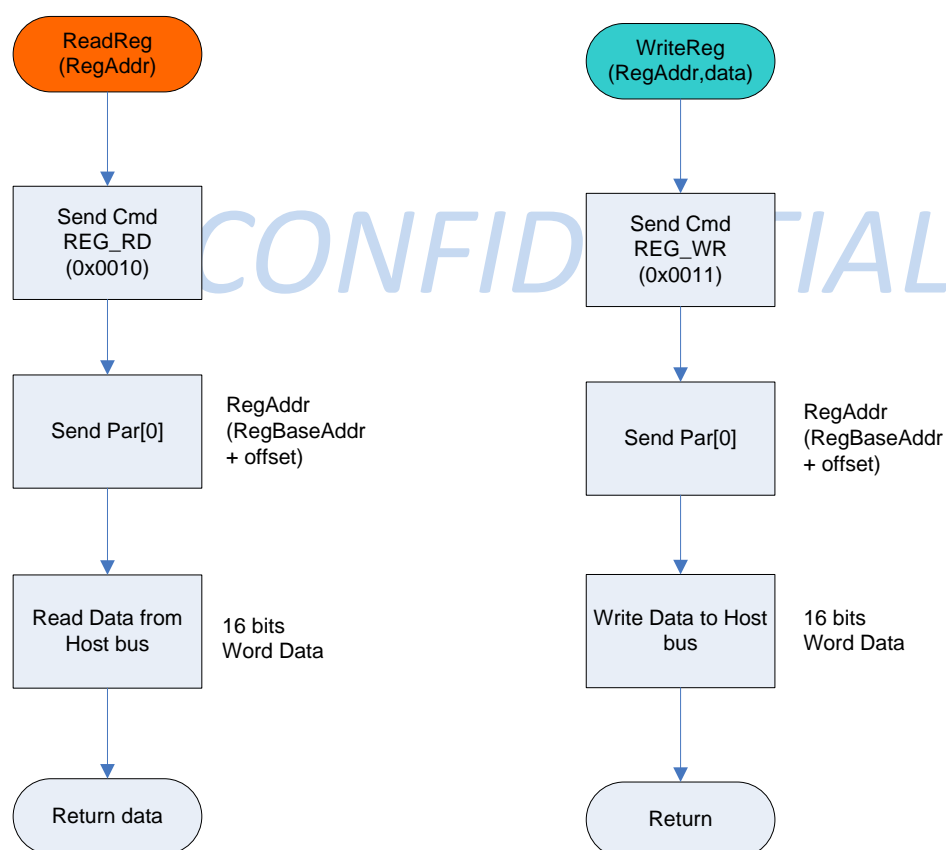 ReadReg
(RegAddr)
Send Cmd
REG_RD
(0x0010)
Send Par[0]
RegAddr
(RegBaseAddr
+ offset)
Read Data from
Host bus
16 bits
Word Data
Return data
WriteReg
(RegAddr,data)
Send Cmd
REG_WR
(0x0011)
Send Par[0]
RegAddr
(RegBaseAddr
+ offset)
Write Data to Host
bus
16 bits
Word Data
Return